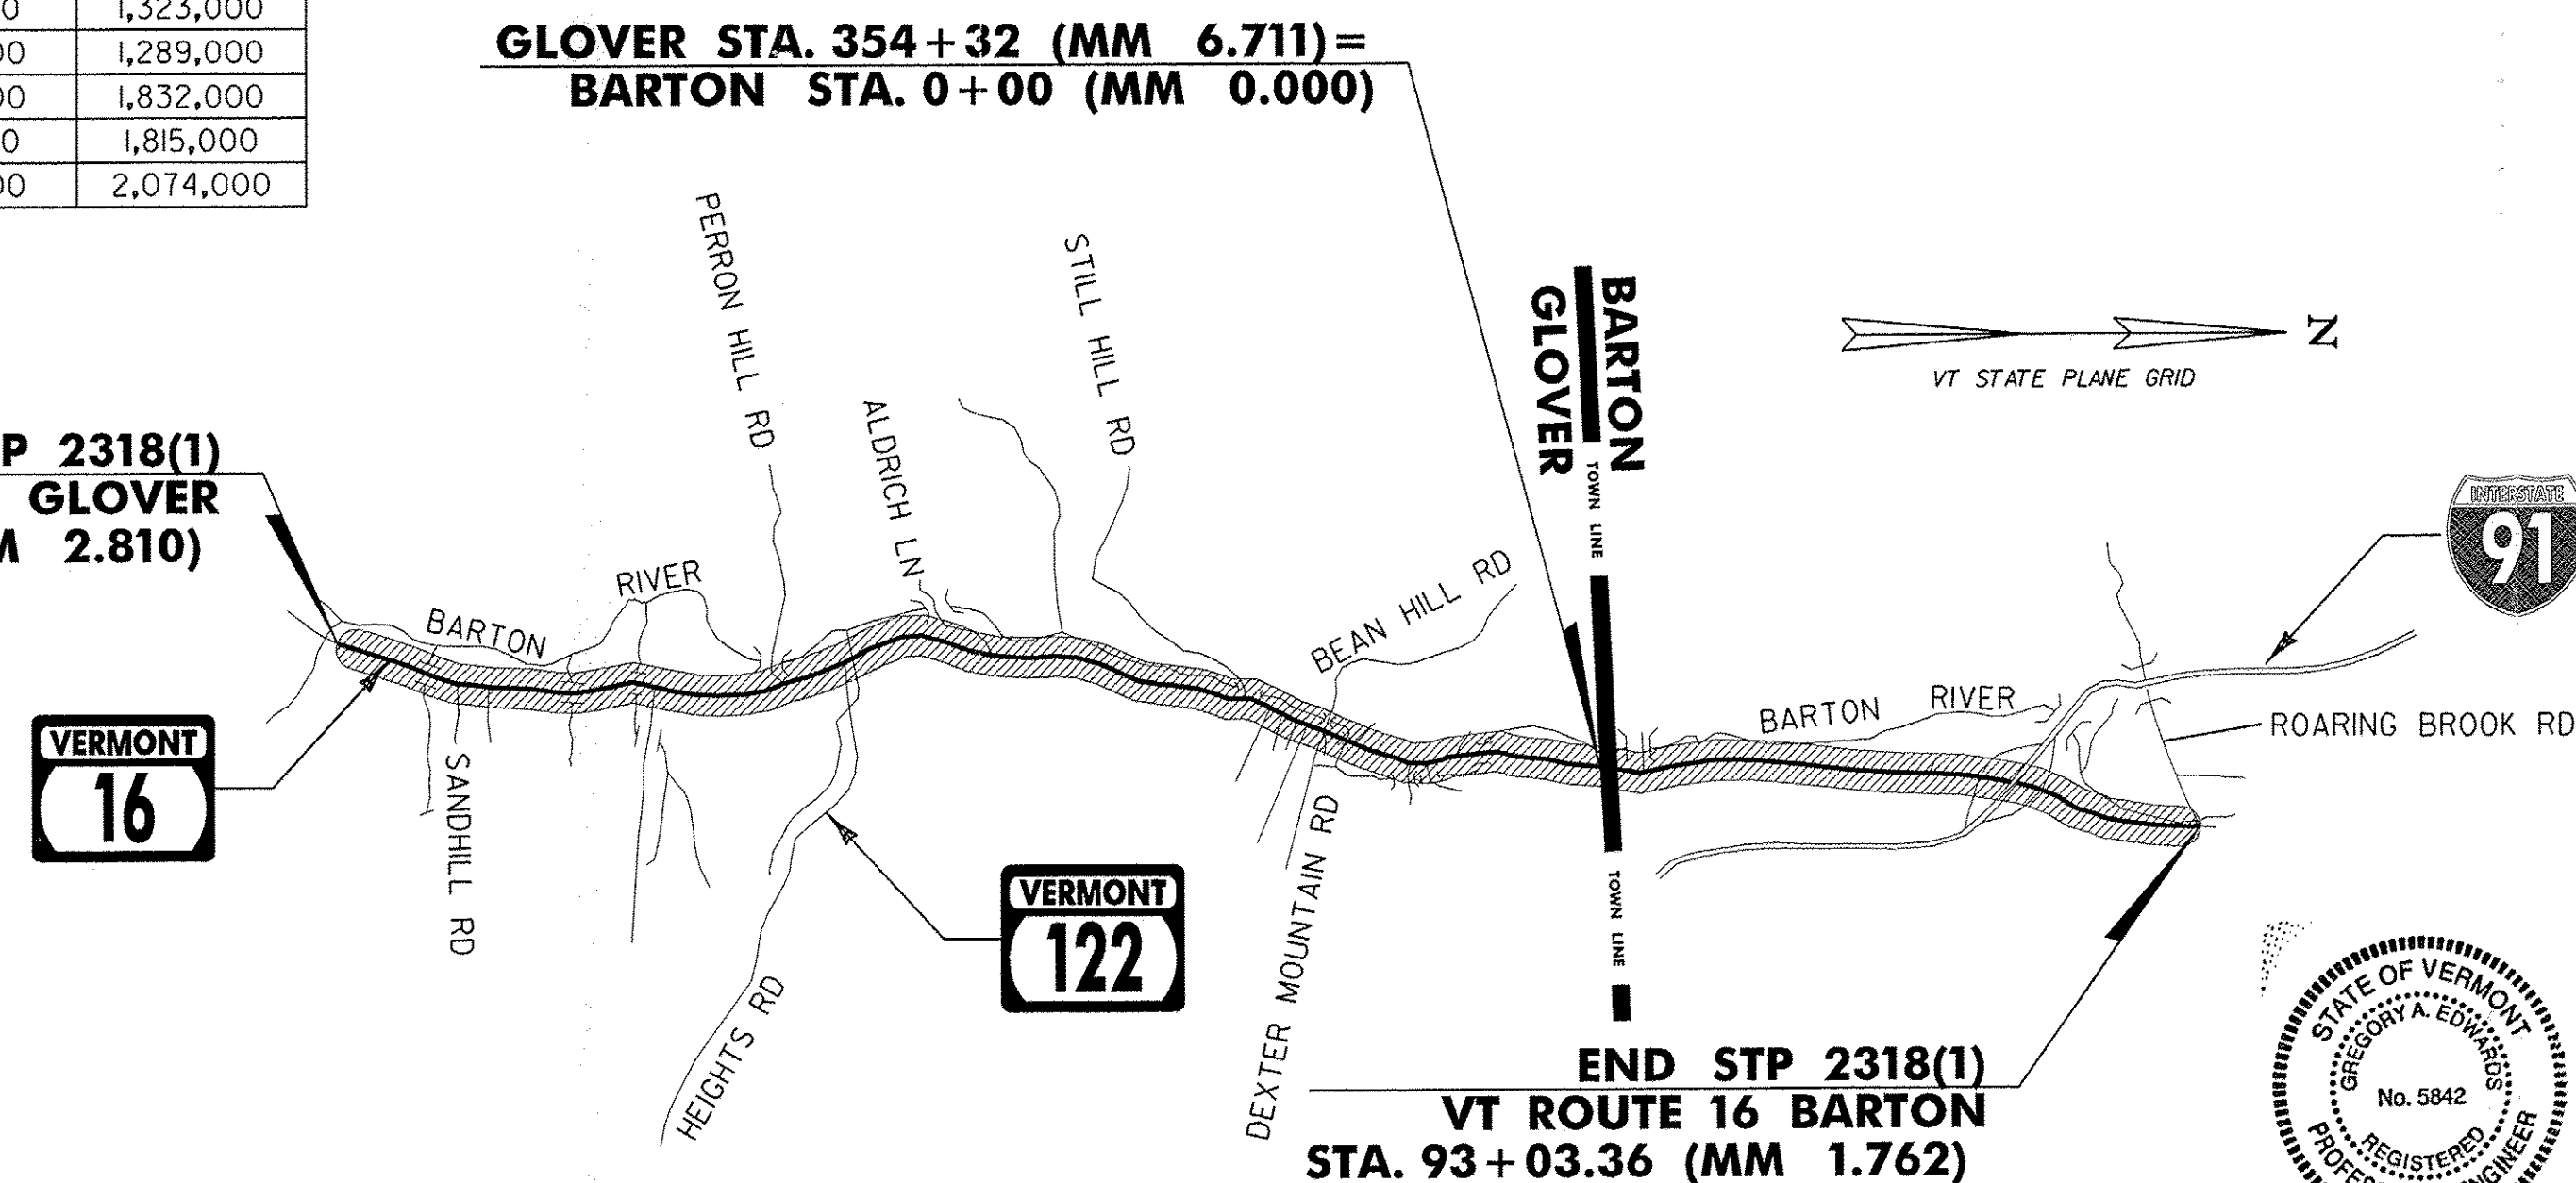 1,323,000
1,289,000
1,832,000
1,815,000
2,074,000
GLOVER STA. 354+32 (MM 6.711)=
BARTON STA. 0+00 (MM 0.000)
PERRON HILL RD
STILL HILL RD
ALDRICH LN
BARTON
GLOVER
TOWN LINE
N
VT STATE PLANE GRID
P 2318(1)
GLOVER
2.810)
INTERSTATE
91
BARTON RIVER
BEAN HILL RD
BARTON RIVER
ROARING BROOK RD
VERMONT
16
SANDHILL RD
VERMONT
122
HEIGHTS RD
DEXTER MOUNTAIN RD
TOWN LINE
END STP 2318(1)
VT ROUTE 16 BARTON
STA. 93+03.36 (MM 1.762)
STATE OF VERMONT
GREGORY A. EDWARDS
No. 5842
REGISTERED
ENGINEER